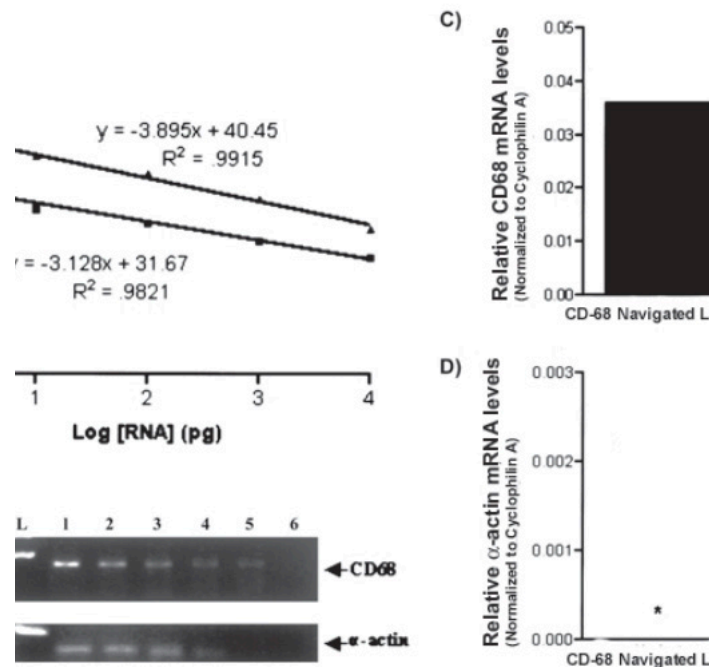 y = -3.895x + 40.45
R² = .9915
= -3.128x + 31.67
R² = .9821
1 2 3 4
Log [RNA] (pg)
L 1 2 3 4 5 6
CD68
α-actin
C)
Relative CD68 mRNA levels
(Normalized to Cyclophilin A)
0.05
0.05
0.04
0.03
0.02
0.01
0.00
CD-68 Navigated L
D)
Relative α-actin mRNA levels
(Normalized to Cyclophilin A)
0.003
0.002
0.001
0.000
*
CD-68 Navigated L